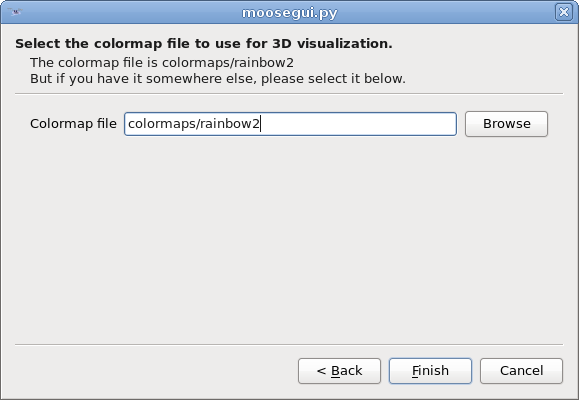 moosegui.py
Select the colormap file to use for 3D visualization.
The colormap file is colormaps/rainbow2
But if you have it somewhere else, please select it below.
Colormap file colormaps/rainbow2 Browse
< Back Finish Cancel